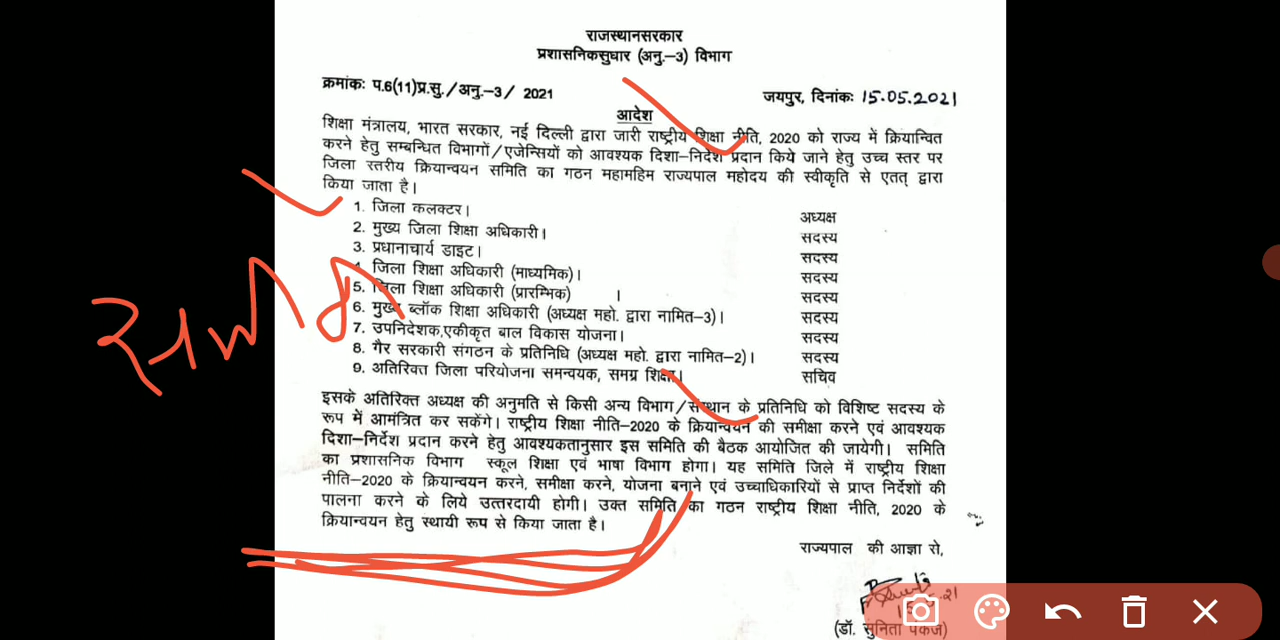 राजस्थानसरकार
प्रशासनिकसुधार (अनु.–3) विभाग
क्रमांकः प.6(11)प्र.सु./अनु.–3/ 2021
जयपुर, दिनांकः 15.05.2021
आदेश
शिक्षा मंत्रालय, भारत सरकार, नई दिल्ली द्वारा जारी राष्ट्रीय शिक्षा नीति, 2020 को राज्य में क्रियान्वित
करने हेतु सम्बन्धित विभागों/एजेन्सियों को आवश्यक दिशा–निर्देश प्रदान किये जाने हेतु उच्च स्तर पर
जिला स्तरीय क्रियान्वयन समिति का गठन महामहिम राज्यपाल महोदय की स्वीकृति से एतत् द्वारा
किया जाता है।
1. जिला कलक्टर। अध्यक्ष
2. मुख्य जिला शिक्षा अधिकारी। सदस्य
3. प्रधानाचार्य डाइट। सदस्य
4. जिला शिक्षा अधिकारी (माध्यमिक)। सदस्य
5. जिला शिक्षा अधिकारी (प्रारम्भिक) । सदस्य
6. मुख्य ब्लॉक शिक्षा अधिकारी (अध्यक्ष महो. द्वारा नामित–3)। सदस्य
7. उपनिदेशक,एकीकृत बाल विकास योजना। सदस्य
8. गैर सरकारी संगठन के प्रतिनिधि (अध्यक्ष महो. द्वारा नामित–2)। सदस्य
9. अतिरिक्त जिला परियोजना समन्वयक, समग्र शिक्षा। सचिव
इसके अतिरिक्त अध्यक्ष की अनुमति से किसी अन्य विभाग/संस्थान के प्रतिनिधि को विशिष्ट सदस्य के
रूप में आमंत्रित कर सकेंगे। राष्ट्रीय शिक्षा नीति–2020 के क्रियान्वयन की समीक्षा करने एवं आवश्यक
दिशा–निर्देश प्रदान करने हेतु आवश्यकतानुसार इस समिति की बैठक आयोजित की जायेगी। समिति
का प्रशासनिक विभाग स्कूल शिक्षा एवं भाषा विभाग होगा। यह समिति जिले में राष्ट्रीय शिक्षा
नीति–2020 के क्रियान्वयन करने, समीक्षा करने, योजना बनाने एवं उच्चाधिकारियों से प्राप्त निर्देशों की
पालना करने के लिये उत्तरदायी होगी। उक्त समिति का गठन राष्ट्रीय शिक्षा नीति, 2020 के
क्रियान्वयन हेतु स्थायी रूप से किया जाता है।
राज्यपाल की आज्ञा से,
(डॉ. सुनिता पंकज)